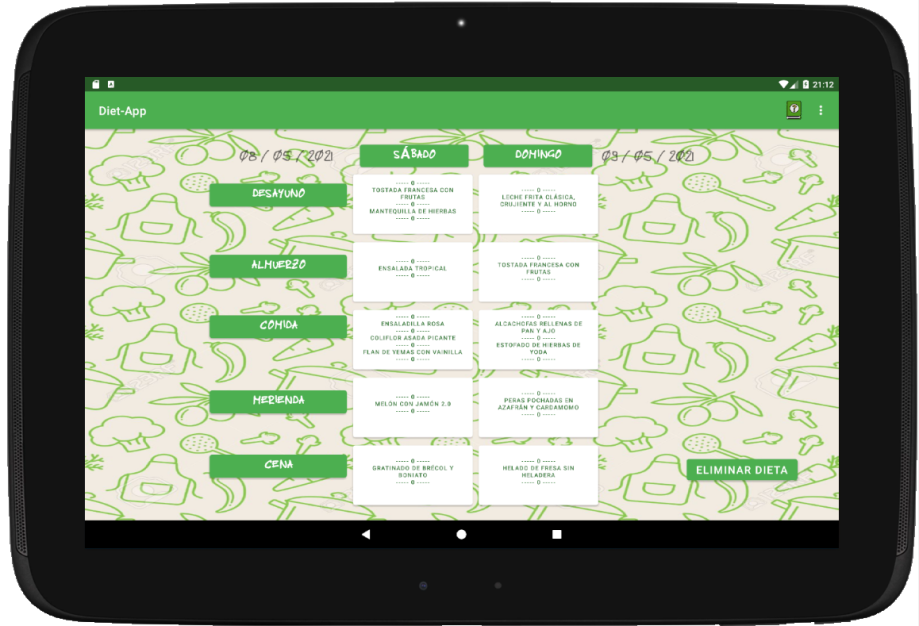 21:12
Diet-App
08/05/2021
SÁBADO
DOMINGO
09/05/2021
DESAYUNO
----- 0 -----
TOSTADA FRANCESA CON
FRUTAS
----- 0 -----
MANTEQUILLA DE HIERBAS
----- 0 -----
----- 0 -----
LOCHE FRITA CLÁSICA,
CRUJIENTE Y AL HORNO
----- 0 -----
ALMUERZO
----- 0 -----
ENSALADA TROPICAL
----- 0 -----
----- 0 -----
TOSTADA FRANCESA CON
FRUTAS
----- 0 -----
COMIDA
----- 0 -----
ENSALADILLA ROSA
----- 0 -----
COLIFLOR ASADA PICANTE
----- 0 -----
FLAN DE YEMAS CON VAINILLA
----- 0 -----
----- 0 -----
ALCACHOFAS RELLENAS DE
PAN Y AJO
----- 0 -----
ESTOFADO DE HIERBAS DE
YODA
----- 0 -----
MERIENDA
----- 0 -----
MELÓN CON JAMÓN 2.0
----- 0 -----
----- 0 -----
PERAS POCHADAS EN
AZAFRÁN Y CARDAMOMO
----- 0 -----
CENA
----- 0 -----
GRATINADO DE BRÉCOL Y
BONIATO
----- 0 -----
----- 0 -----
HELADO DE FRESA SIN
HELADERA
----- 0 -----
ELIMINAR DIETA